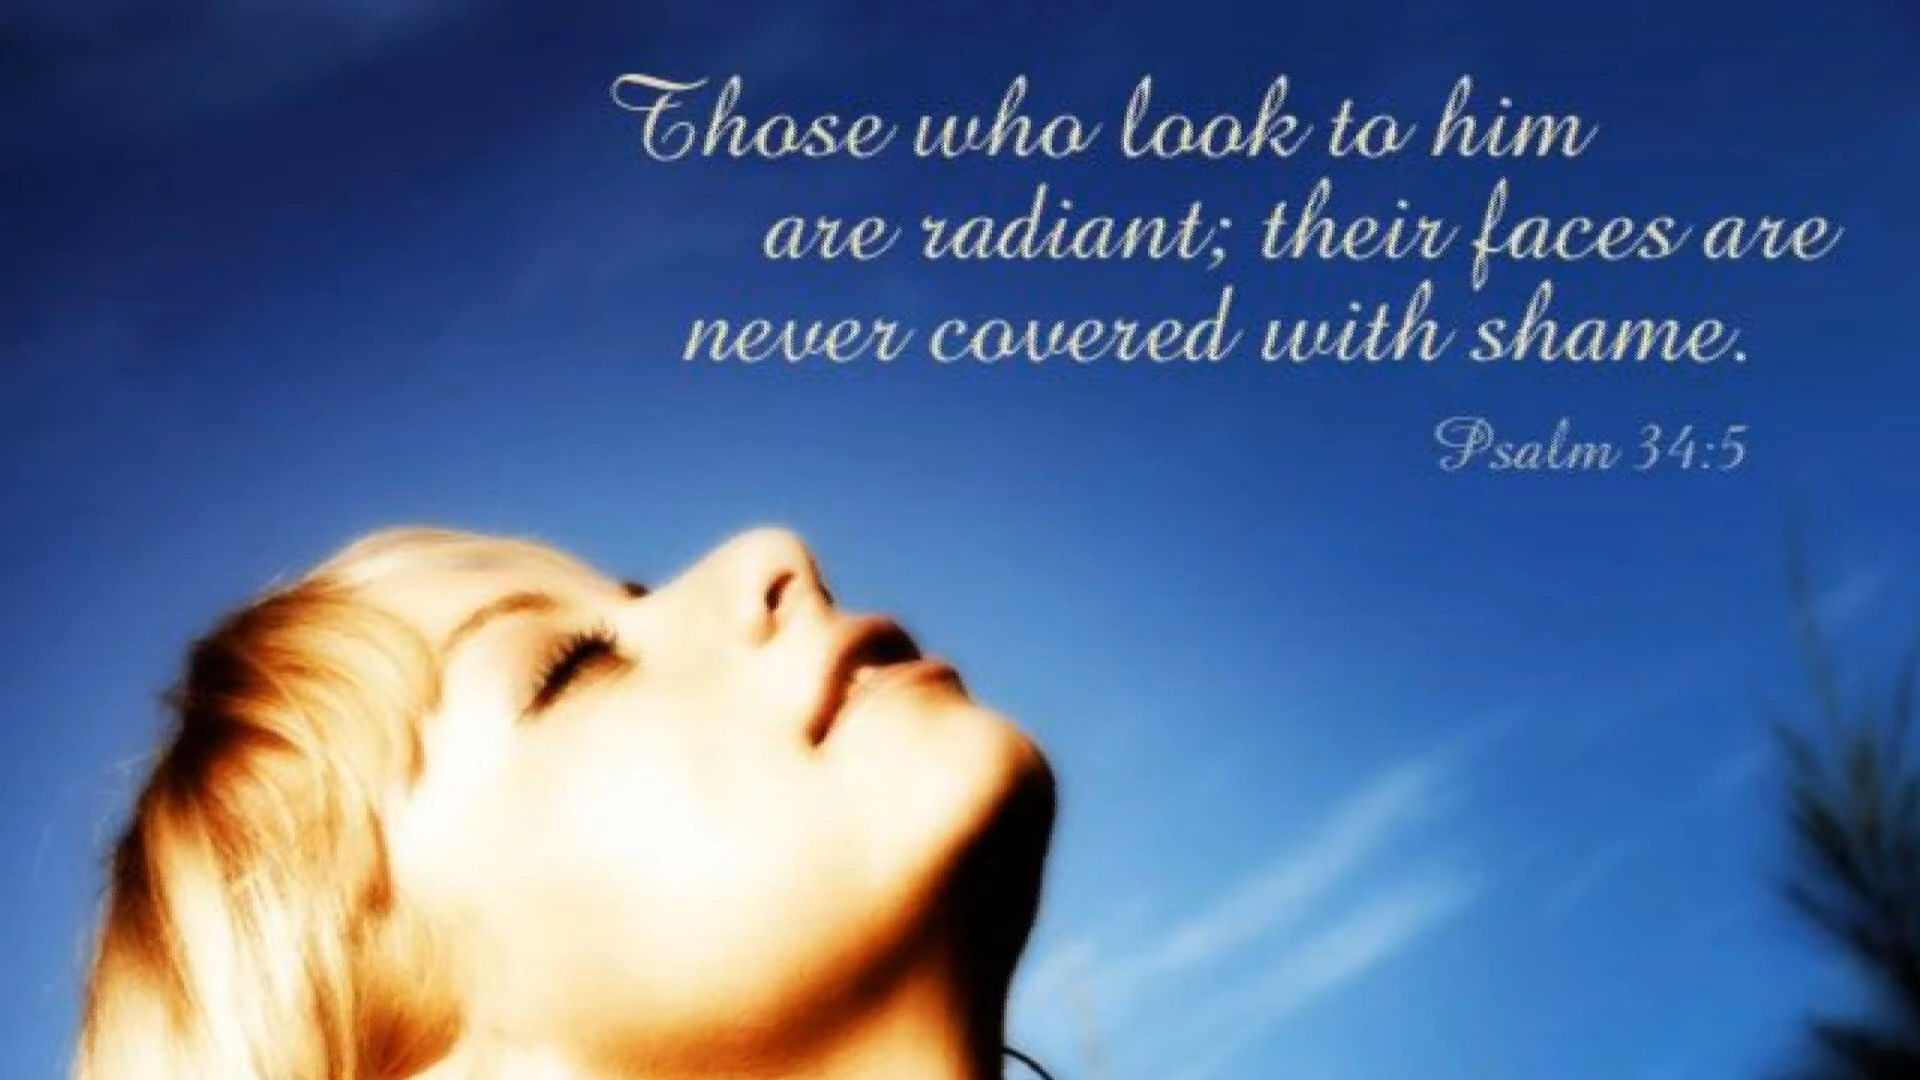 Those who look to him
are radiant; their faces are
never covered with shame.
Psalm 34:5